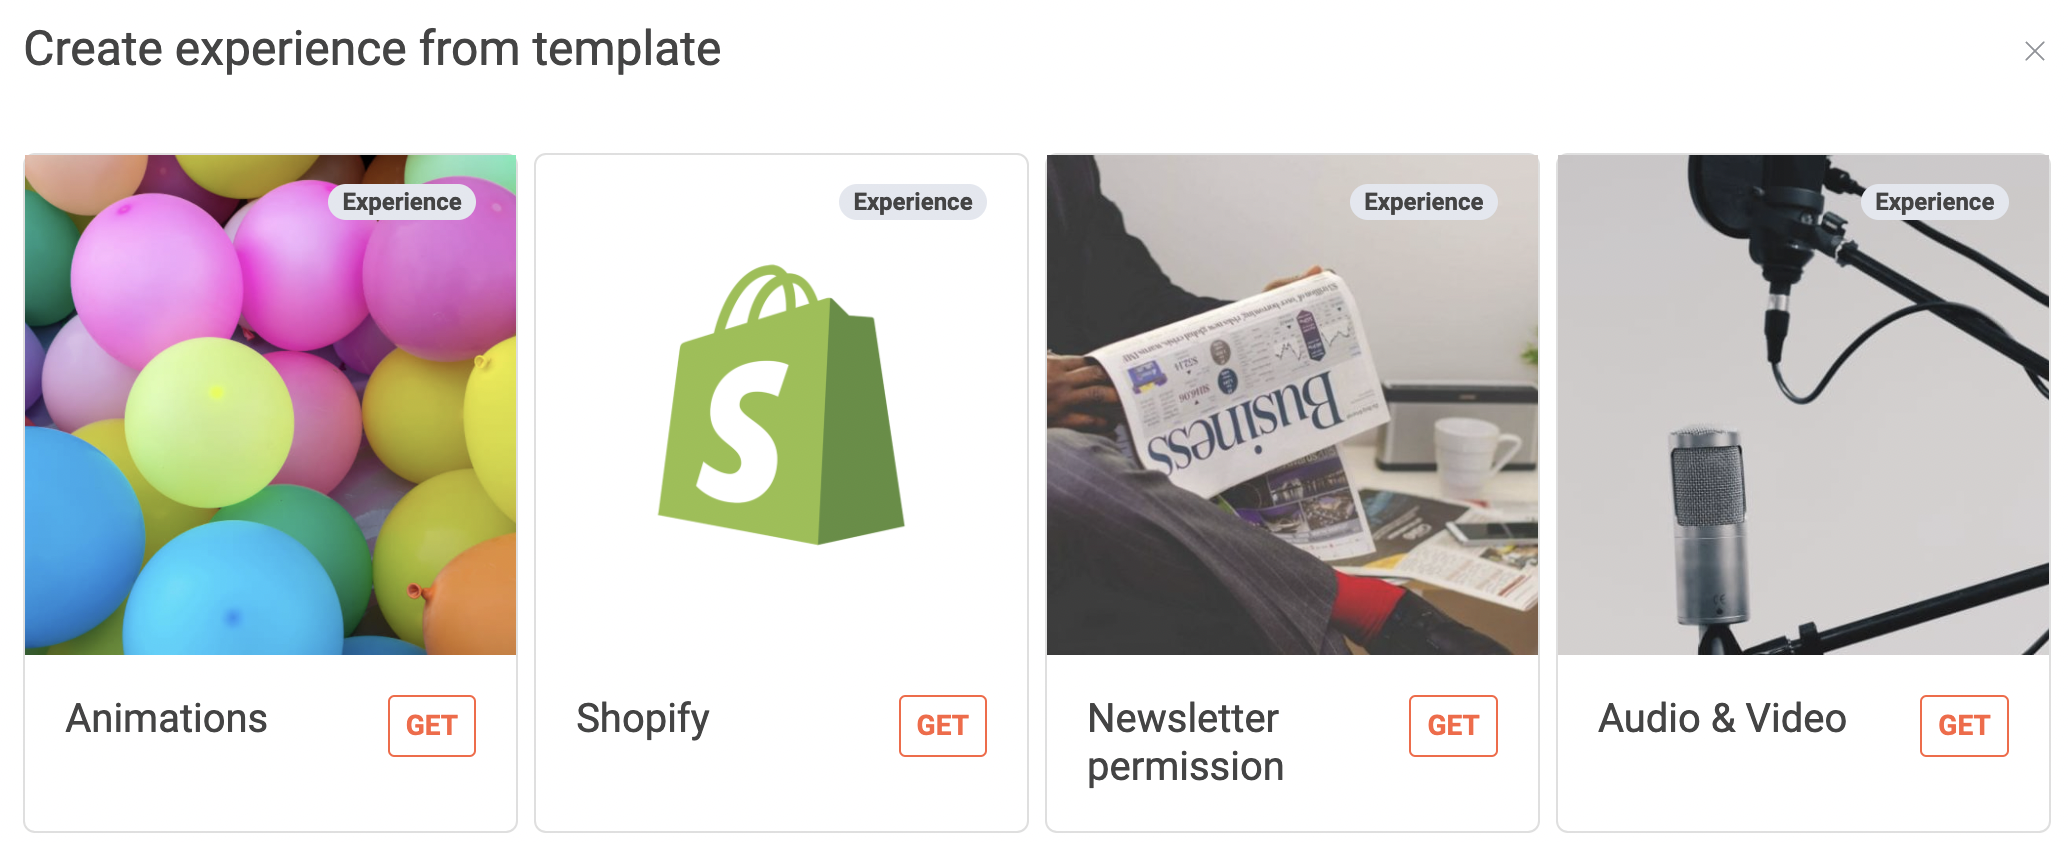 Create experience from template
Experience
Experience
Experience
Experience
Business
Animations
GET
Shopify
GET
Newsletter
permission
GET
Audio & Video
GET